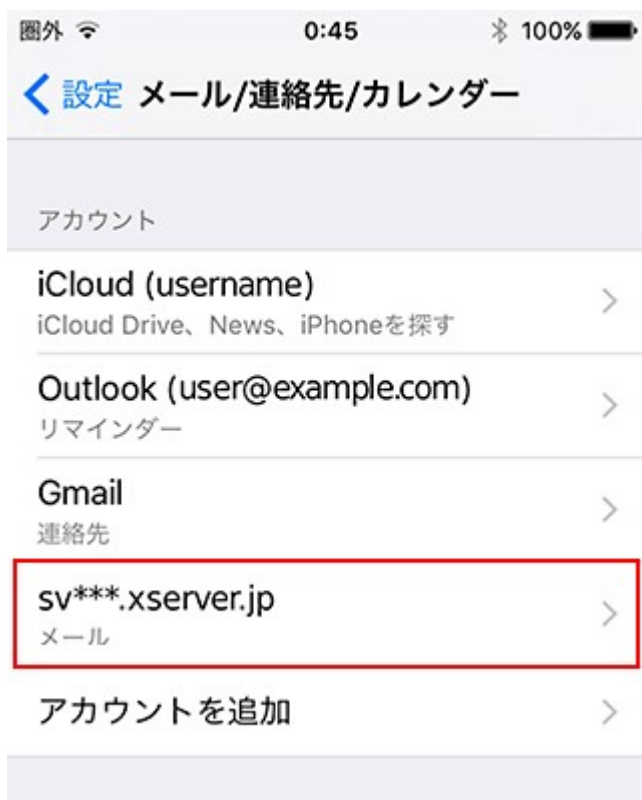 圏外 0:45 100%
設定 メール/連絡先/カレンダー
アカウント
iCloud (username)
iCloud Drive、News、iPhoneを探す
Outlook (user@example.com)
リマインダー
Gmail
連絡先
sv***.xserver.jp
メール
アカウントを追加